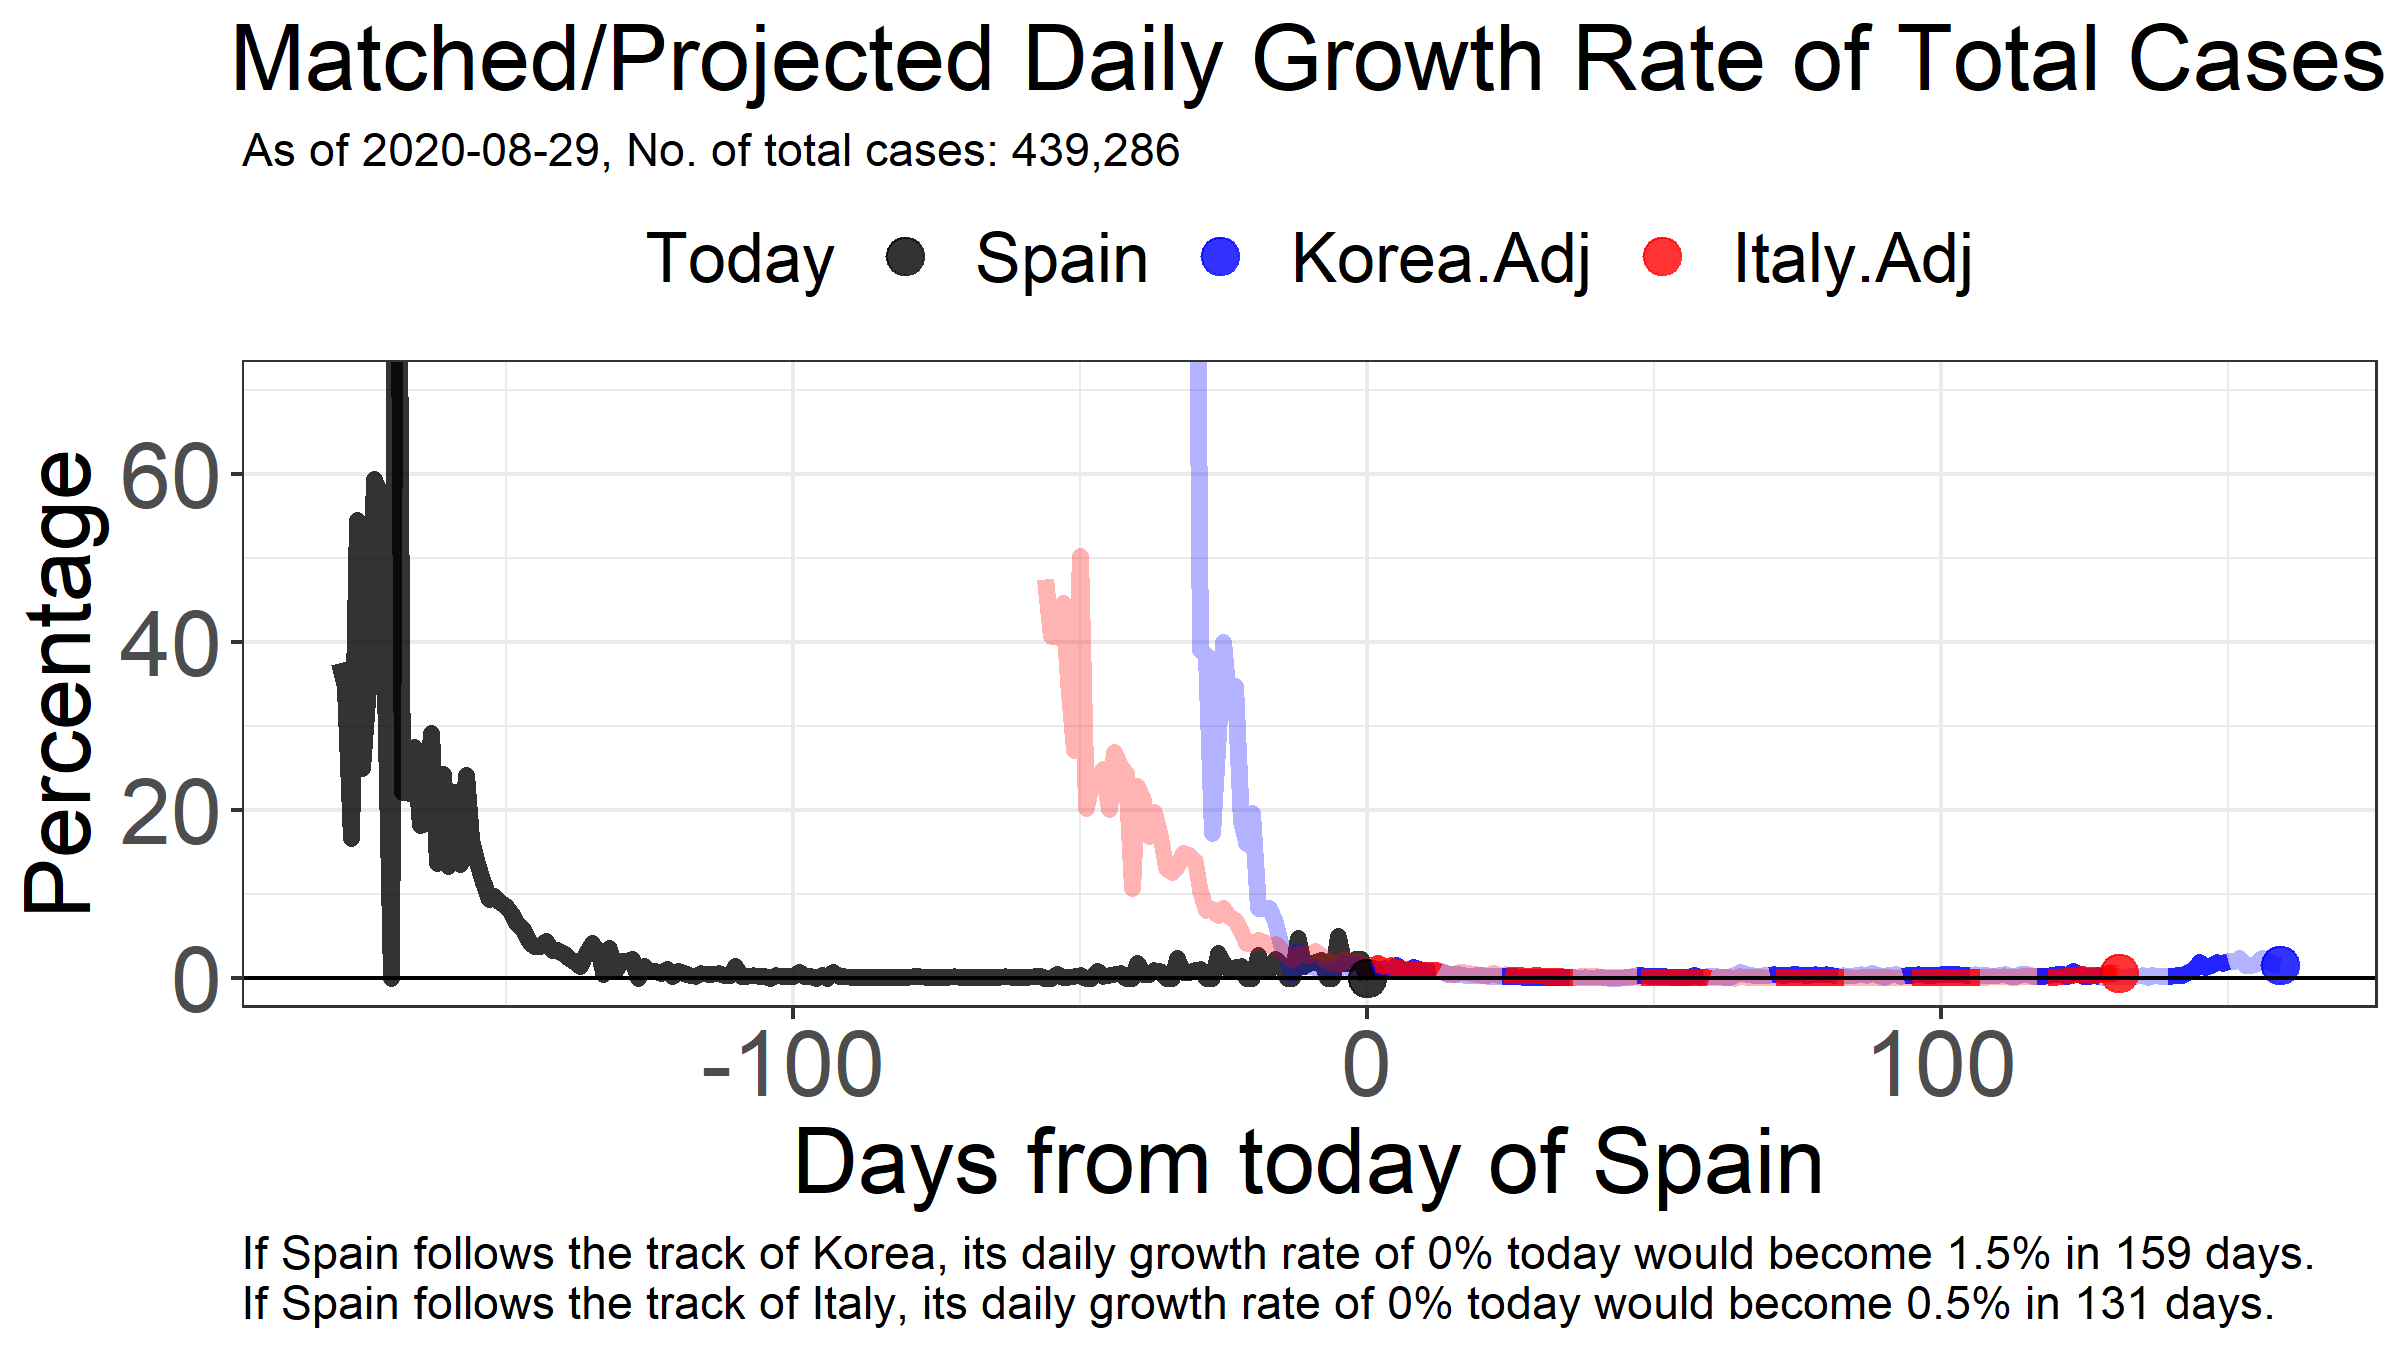 Matched/Projected Daily Growth Rate of Total Cases
As of 2020-08-29, No. of total cases: 439,286
Today Spain Korea.Adj Italy.Adj
Percentage
60
40
20
0
-100 0 100
Days from today of Spain
If Spain follows the track of Korea, its daily growth rate of 0% today would become 1.5% in 159 days.
If Spain follows the track of Italy, its daily growth rate of 0% today would become 0.5% in 131 days.